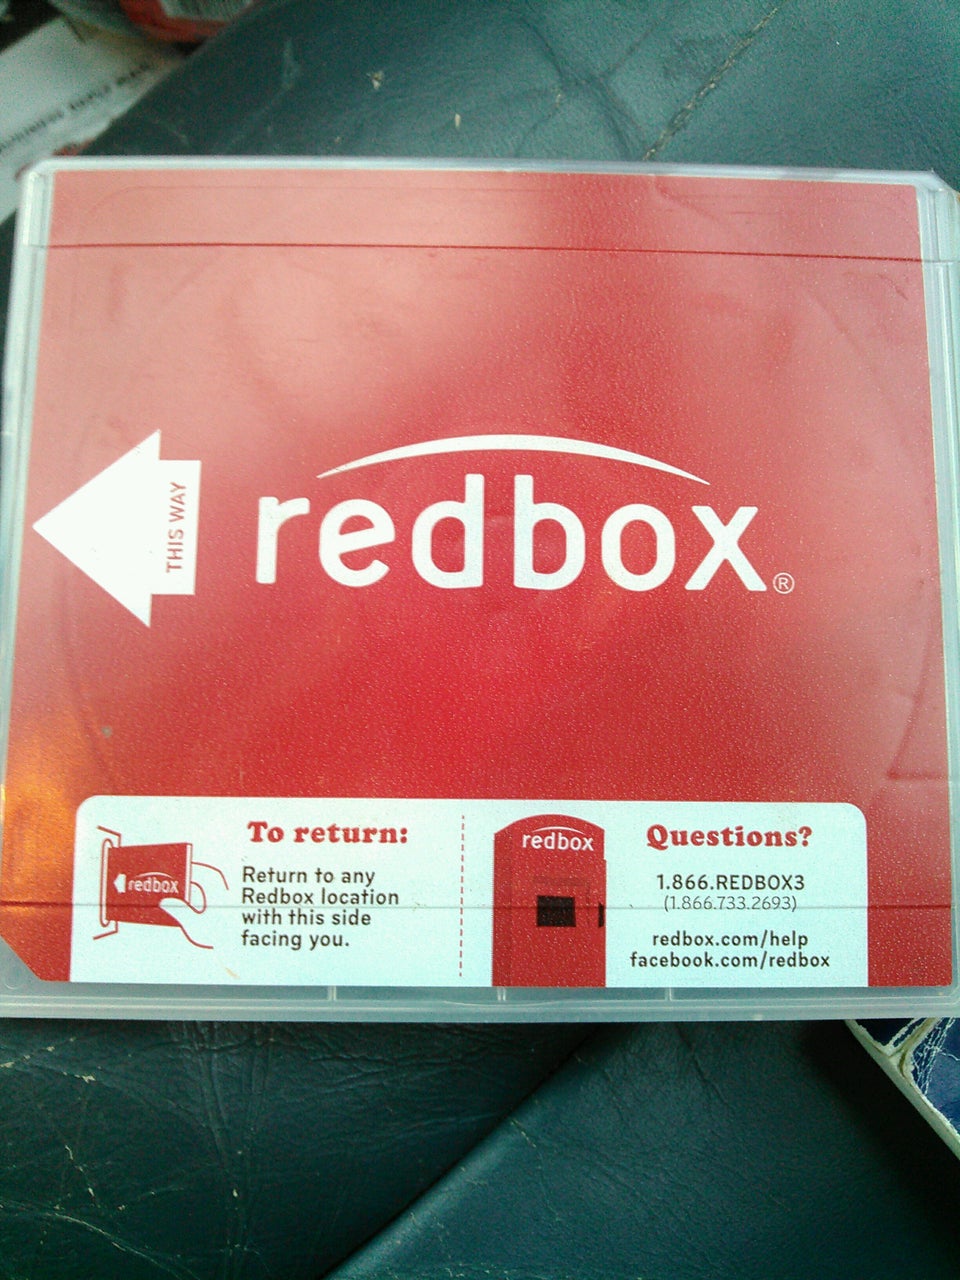 redbox®
THIS WAY
To return:
Return to any
Redbox location
with this side
facing you.
redbox
redbox
Questions?
1.866.REDBOX3
(1.866.733.2693)
redbox.com/help
facebook.com/redbox